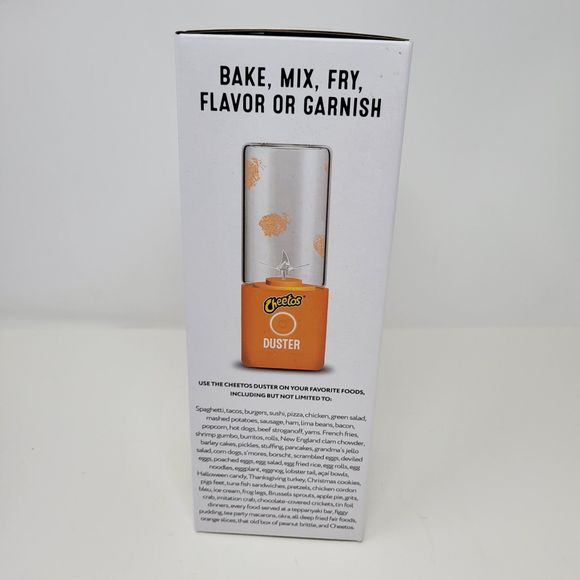 BAKE, MIX, FRY,
FLAVOR OR GARNISH
Cheetos
DUSTER
USE THE CHEETOS DUSTER ON YOUR FAVORITE FOODS,
INCLUDING BUT NOT LIMITED TO:
Spaghetti, tacos, burgers, sushi, pizza, chicken, green salad,
mashed potatoes, sausage, ham, lima beans, bacon,
popcorn, hot dogs, beef stroganoff, yams. French fries,
shrimp gumbo, burritos, rolls, New England clam chowder,
barley cakes, pickles, stuffing, pancakes, grandma's jello
salad, corn dogs, s'mores, borscht, scrambled eggs, deviled
eggs, poached eggs, egg salad, egg fried rice, egg rolls, egg
noodles, eggplant, eggnog, lobster tail, açai bowls,
Halloween candy, Thanksgiving turkey, Christmas cookies,
pigs feet, tuna fish sandwiches, pretzels, chicken cordon
bleu, ice cream, frog legs, Brussels sprouts, apple pie, grits,
crab, imitation crab, chocolate-covered crickets, tin foil
dinners, every food served at a teppanyaki bar, figgy
pudding, tea party macarons, okra, all deep fried fair foods,
orange slices, that old box of peanut brittle, and Cheetos.